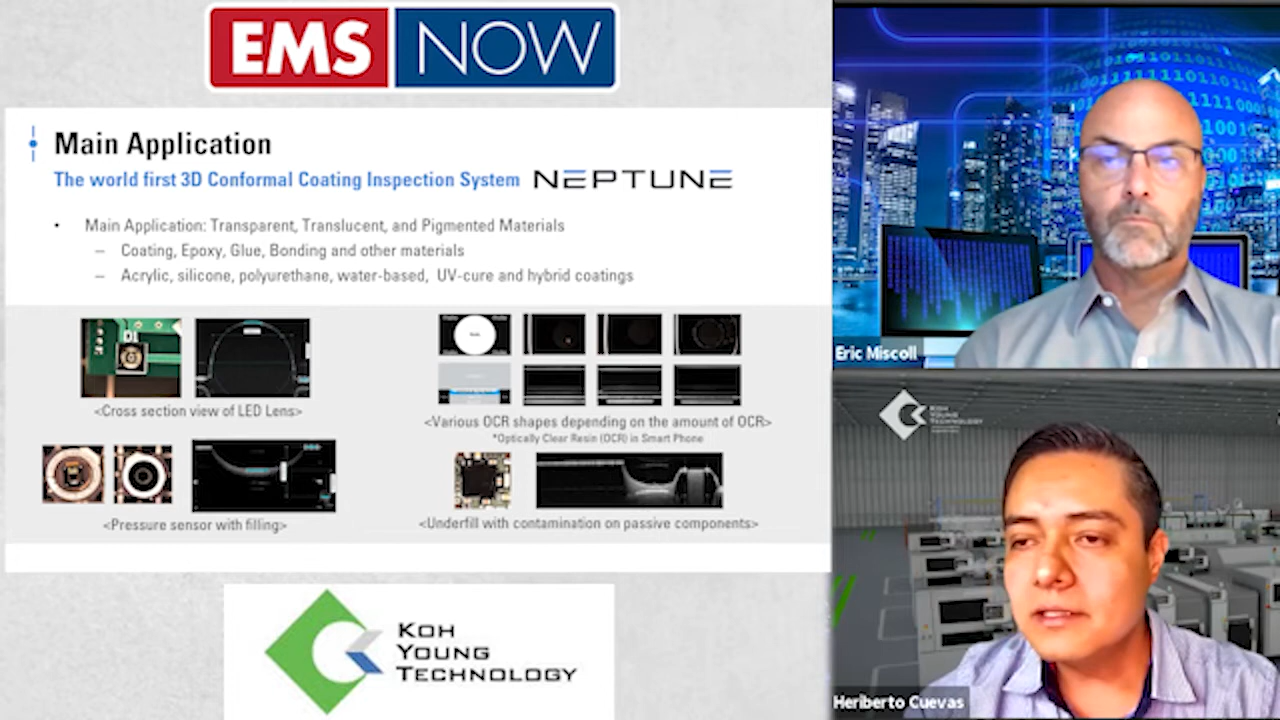 EMS NOW
Main Application
The world first 3D Conformal Coating Inspection System NEPTUNE
• Main Application: Transparent, Translucent, and Pigmented Materials
– Coating, Epoxy, Glue, Bonding and other materials
– Acrylic, silicone, polyurethane, water-based, UV-cure and hybrid coatings
<Cross section view of LED Lens>
<Various OCR shapes depending on the amount of OCR>
*Optically Clear Resin (OCR) in Smart Phone
<Pressure sensor with filling>
<Underfill with contamination on passive components>
KOH
YOUNG
TECHNOLOGY
Eric Miscoll
KOH
YOUNG
TECHNOLOGY
Heriberto Cuevas